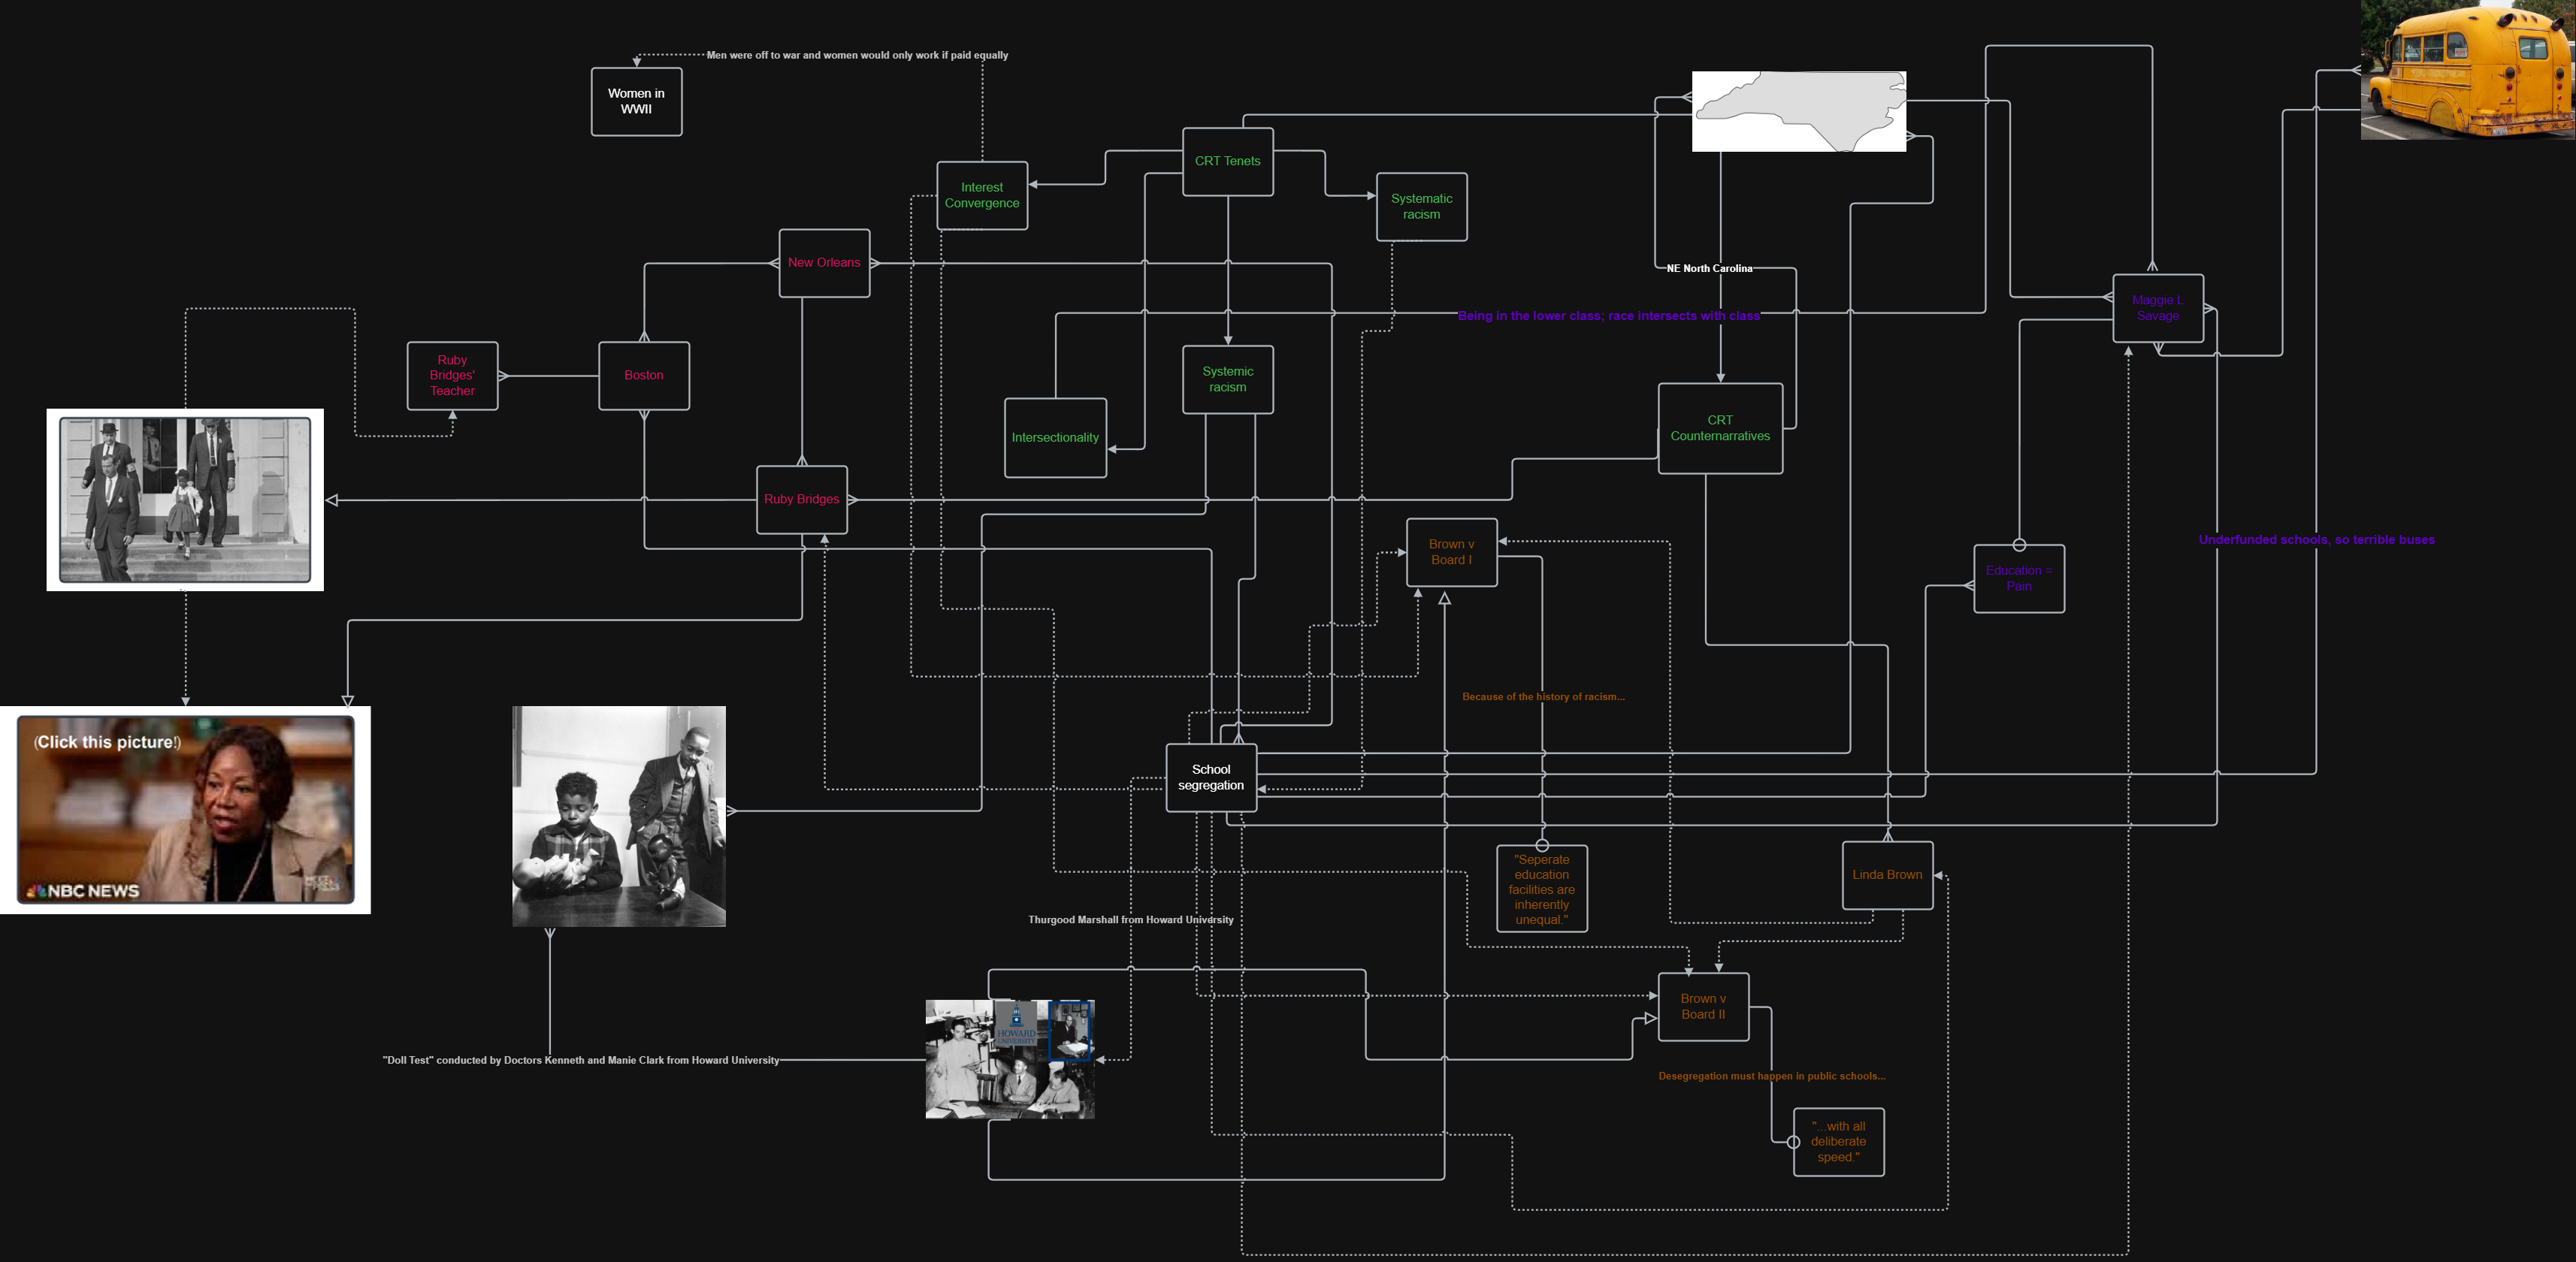 Men were off to war and women would only work if paid equally
Women in
WWII
CRT Tenets
Interest
Convergence
Systematic
racism
New Orleans
NE North Carolina
Maggie L
Savage
Being in the lower class; race intersects with class
Ruby
Bridges'
Teacher
Boston
Systemic
racism
Intersectionality
CRT
Counternarratives
Ruby Bridges
Brown v
Board I
Underfunded schools, so terrible buses
Education =
Pain
Because of the history of racism...
(Click this picture!)
NBC NEWS
School
segregation
"Seperate
education
facilities are
inherently
unequal."
Linda Brown
Thurgood Marshall from Howard University
Brown v
Board II
HOWARD
UNIVERSITY
"Doll Test" conducted by Doctors Kenneth and Manie Clark from Howard University
Desegregation must happen in public schools...
"...with all
deliberate
speed."